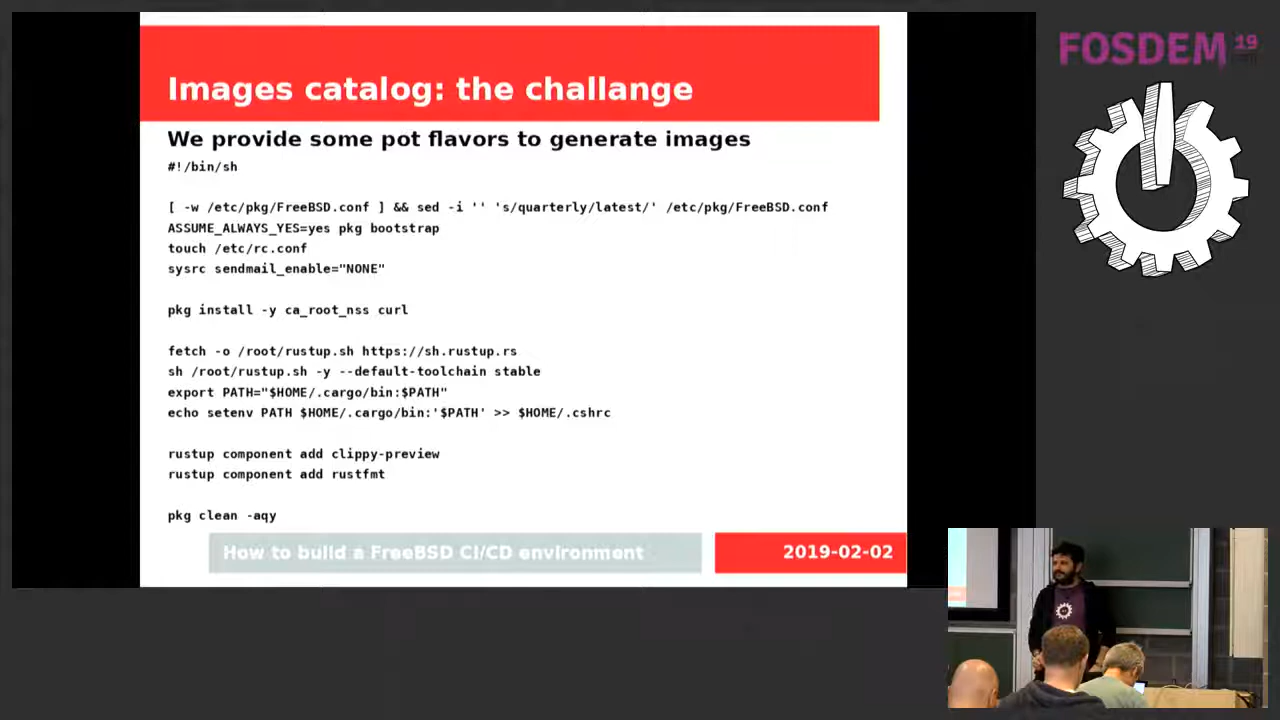 Images catalog: the challange
FOSDEM 19
We provide some pot flavors to generate images
#!/bin/sh
[ -w /etc/pkg/FreeBSD.conf ] && sed -i '' 's/quarterly/latest/' /etc/pkg/FreeBSD.conf
ASSUME_ALWAYS_YES=yes pkg bootstrap
touch /etc/rc.conf
sysrc sendmail_enable="NONE"
pkg install -y ca_root_nss curl
fetch -o /root/rustup.sh https://sh.rustup.rs
sh /root/rustup.sh -y --default-toolchain stable
export PATH="$HOME/.cargo/bin:$PATH"
echo setenv PATH $HOME/.cargo/bin:'$PATH' >> $HOME/.cshrc
rustup component add clippy-preview
rustup component add rustfmt
pkg clean -aqy
How to build a FreeBSD CI/CD environment
2019-02-02